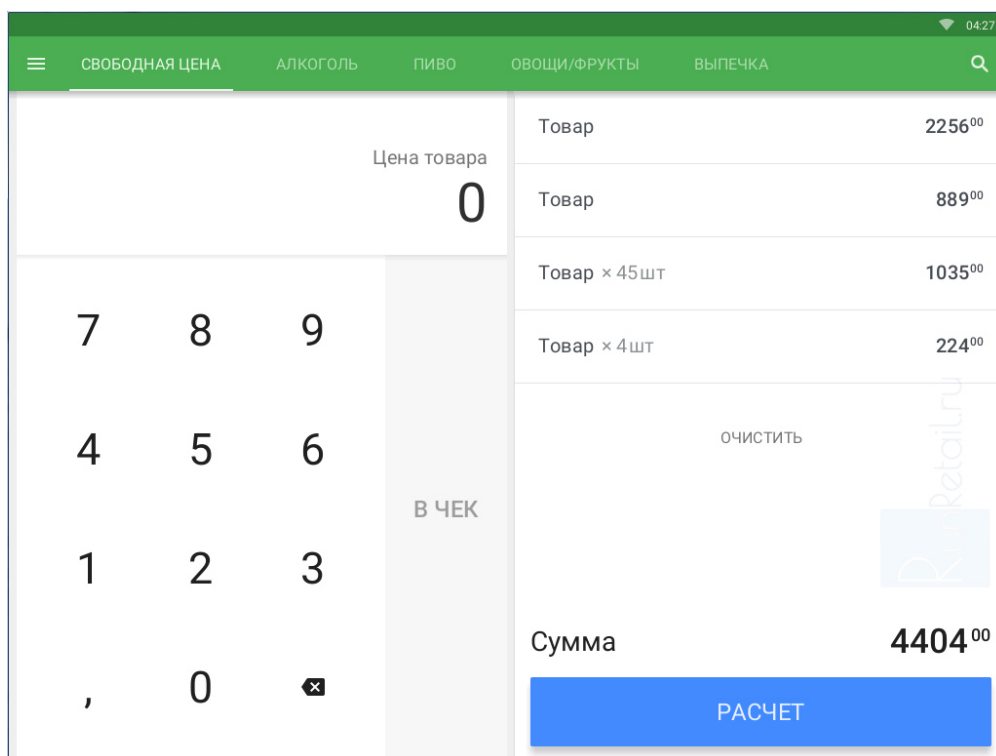 04:27
СВОБОДНАЯ ЦЕНА АЛКОГОЛЬ ПИВО ОВОЩИ/ФРУКТЫ ВЫПЕЧКА
Цена товара
0
7 8 9
4 5 6
В ЧЕК
1 2 3
, 0
Товар 2256⁰⁰
Товар 889⁰⁰
Товар × 45шт 1035⁰⁰
Товар × 4шт 224⁰⁰
ОЧИСТИТЬ
Сумма 4404⁰⁰
РАСЧЕТ